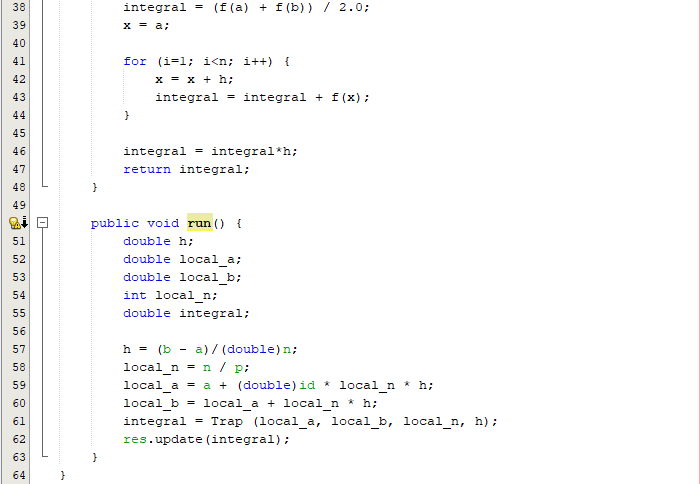 38 integral = (f(a) + f(b)) / 2.0;
39 x = a;
40
41 for (i=1; i<n; i++) {
42 x = x + h;
43 integral = integral + f(x);
44 }
45
46 integral = integral*h;
47 return integral;
48 }
49
public void run() {
51 double h;
52 double local_a;
53 double local_b;
54 int local_n;
55 double integral;
56
57 h = (b - a)/(double)n;
58 local_n = n / p;
59 local_a = a + (double)id * local_n * h;
60 local_b = local_a + local_n * h;
61 integral = Trap (local_a, local_b, local_n, h);
62 res.update(integral);
63 }
64 }